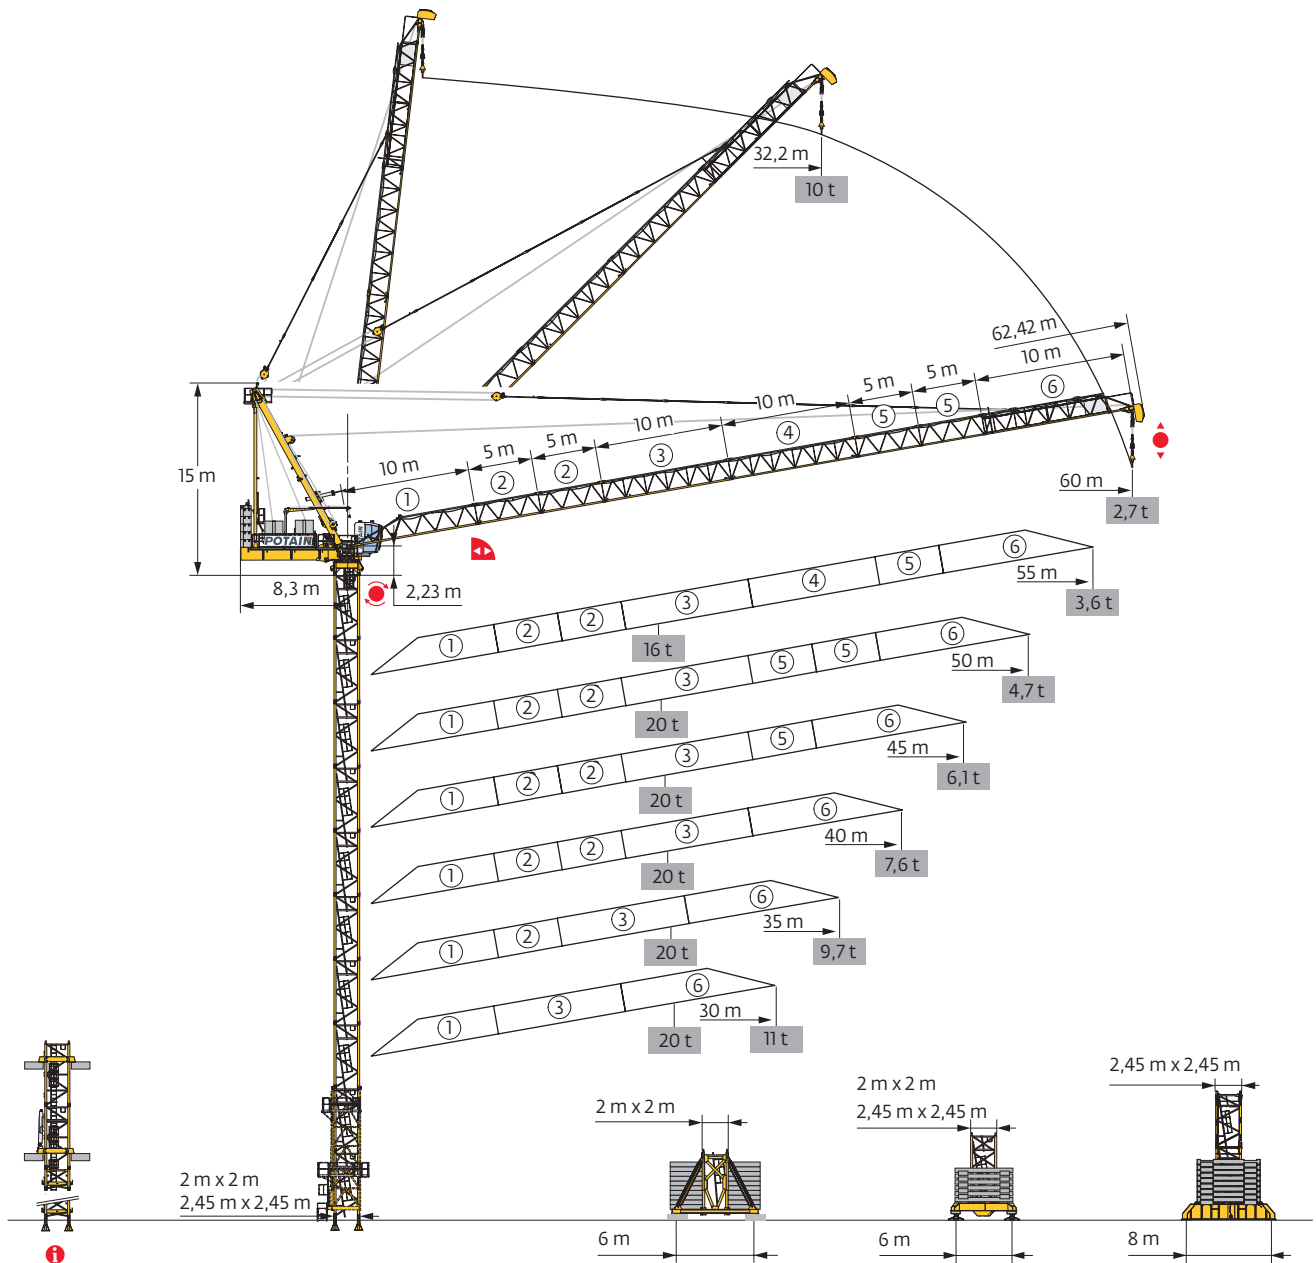 32,2 m
10 t
62,42 m
10 m
5 m
5 m
10 m
10 m
5 m
5 m
10 m
①
②
②
③
④
⑤
⑤
⑥
15 m
POTAIN
8,3 m
2,23 m
60 m
2,7 t
① ② ② ③ ④ ⑤ ⑥
55 m
3,6 t
16 t
① ② ② ③ ⑤ ⑤ ⑥
50 m
4,7 t
20 t
① ② ② ③ ⑤ ⑥
45 m
6,1 t
20 t
① ② ② ③ ⑥
40 m
7,6 t
20 t
① ② ③ ⑥
35 m
9,7 t
20 t
① ③ ⑥
30 m
20 t
11 t
2 m x 2 m
2,45 m x 2,45 m
i
2 m x 2 m
6 m
2 m x 2 m
2,45 m x 2,45 m
6 m
2,45 m x 2,45 m
8 m